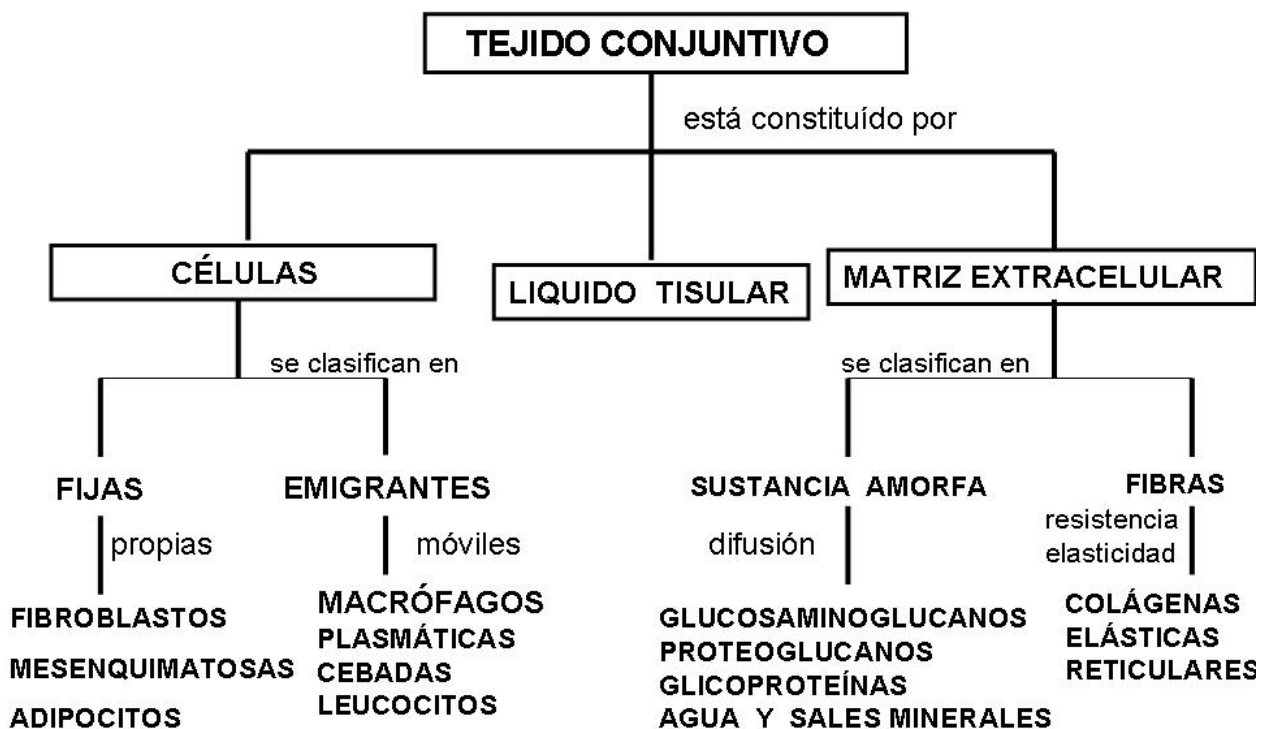 TEJIDO CONJUNTIVO
está constituído por
CÉLULAS
LIQUIDO TISULAR
MATRIZ EXTRACELULAR
se clasifican en
se clasifican en
FIJAS
EMIGRANTES
SUSTANCIA AMORFA
FIBRAS
propias
móviles
difusión
resistencia
elasticidad
FIBROBLASTOS
MESENQUIMATOSAS
ADIPOCITOS
MACRÓFAGOS
PLASMÁTICAS
CEBADAS
LEUCOCITOS
GLUCOSAMINOGLUCANOS
PROTEOGLUCANOS
GLICOPROTEÍNAS
AGUA Y SALES MINERALES
COLÁGENAS
ELÁSTICAS
RETICULARES